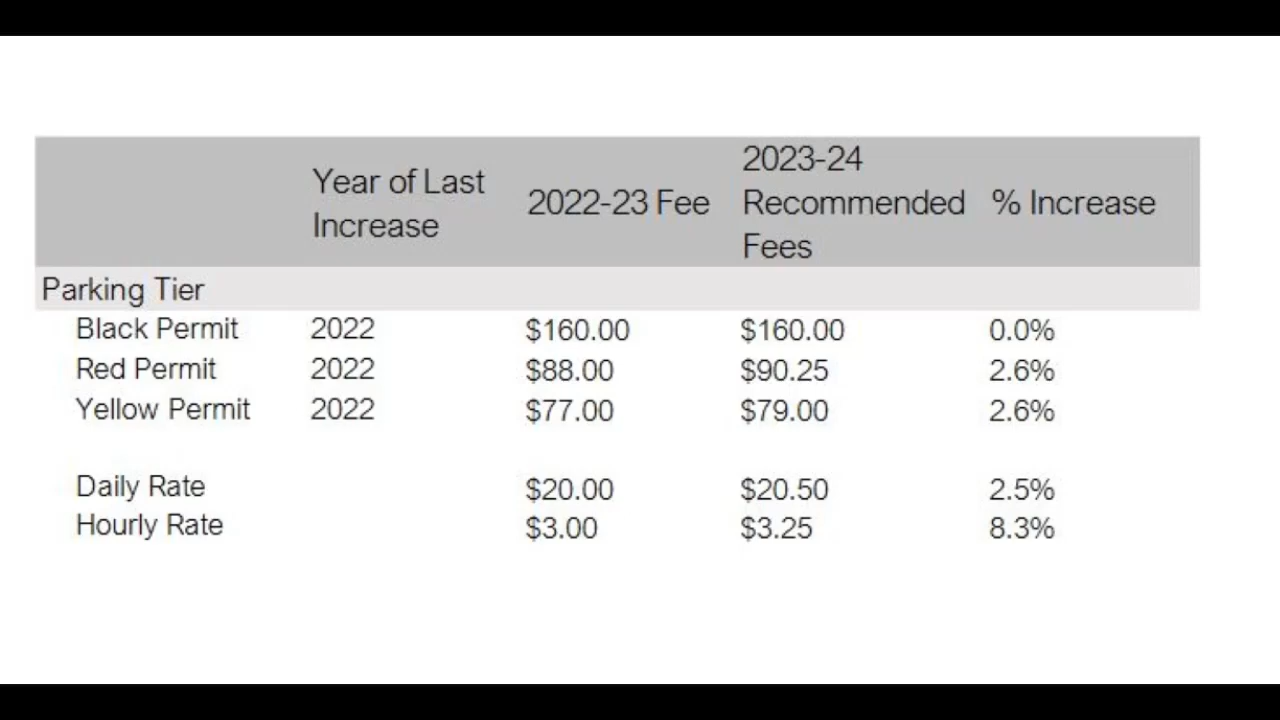 Year of Last Increase 2022-23 Fee 2023-24 Recommended Fees % Increase
Parking Tier
Black Permit 2022 $160.00 $160.00 0.0%
Red Permit 2022 $88.00 $90.25 2.6%
Yellow Permit 2022 $77.00 $79.00 2.6%
Daily Rate $20.00 $20.50 2.5%
Hourly Rate $3.00 $3.25 8.3%